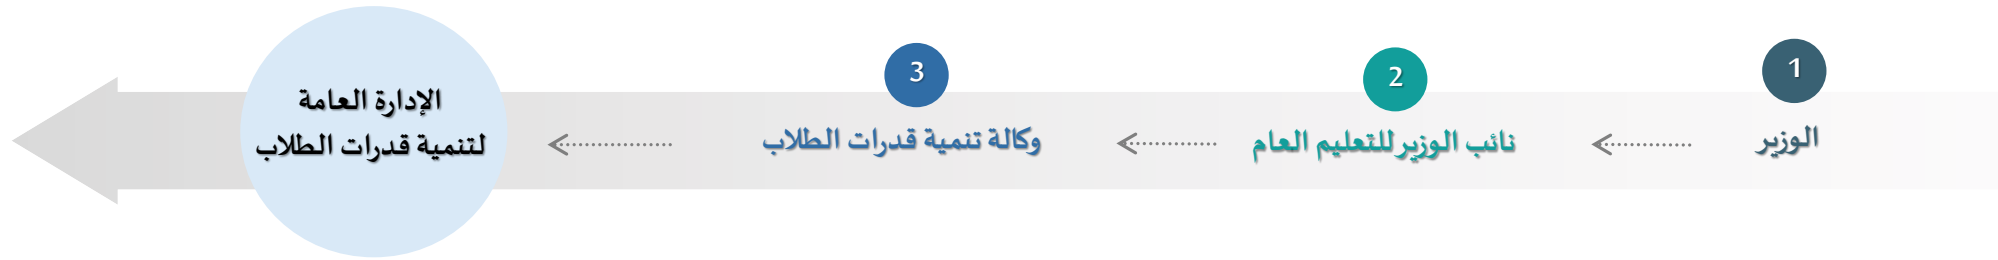 1
الوزير
2
نائب الوزير للتعليم العام
3
وكالة تنمية قدرات الطلاب
الإدارة العامة
لتنمية قدرات الطلاب